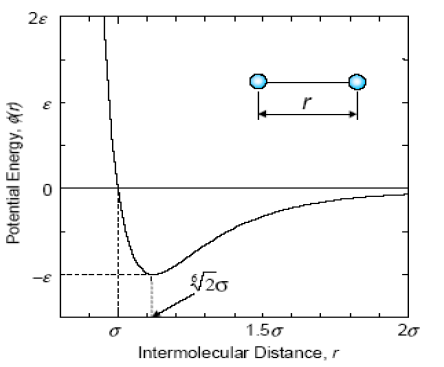 2ε
ε
0
−ε
Potential Energy, ϕ(r)
r
⁶√2σ
σ
1.5σ
2σ
Intermolecular Distance, r